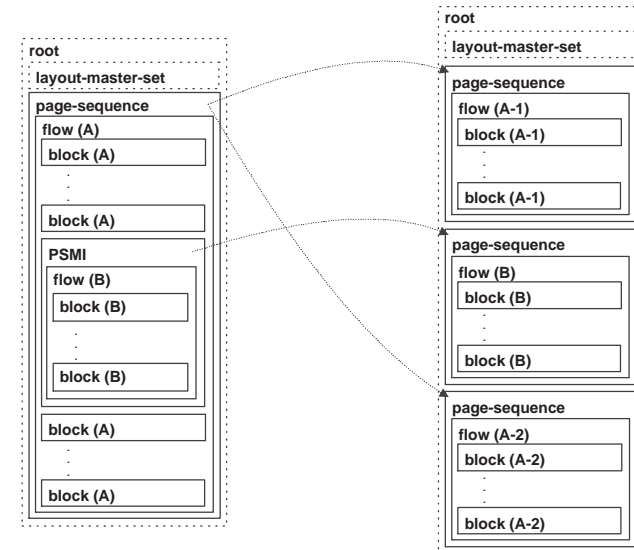 root
layout-master-set
page-sequence
flow (A)
block (A)
block (A)
PSMI
flow (B)
block (B)
block (B)
block (A)
block (A)
root
layout-master-set
page-sequence
flow (A-1)
block (A-1)
block (A-1)
page-sequence
flow (B)
block (B)
block (B)
page-sequence
flow (A-2)
block (A-2)
block (A-2)